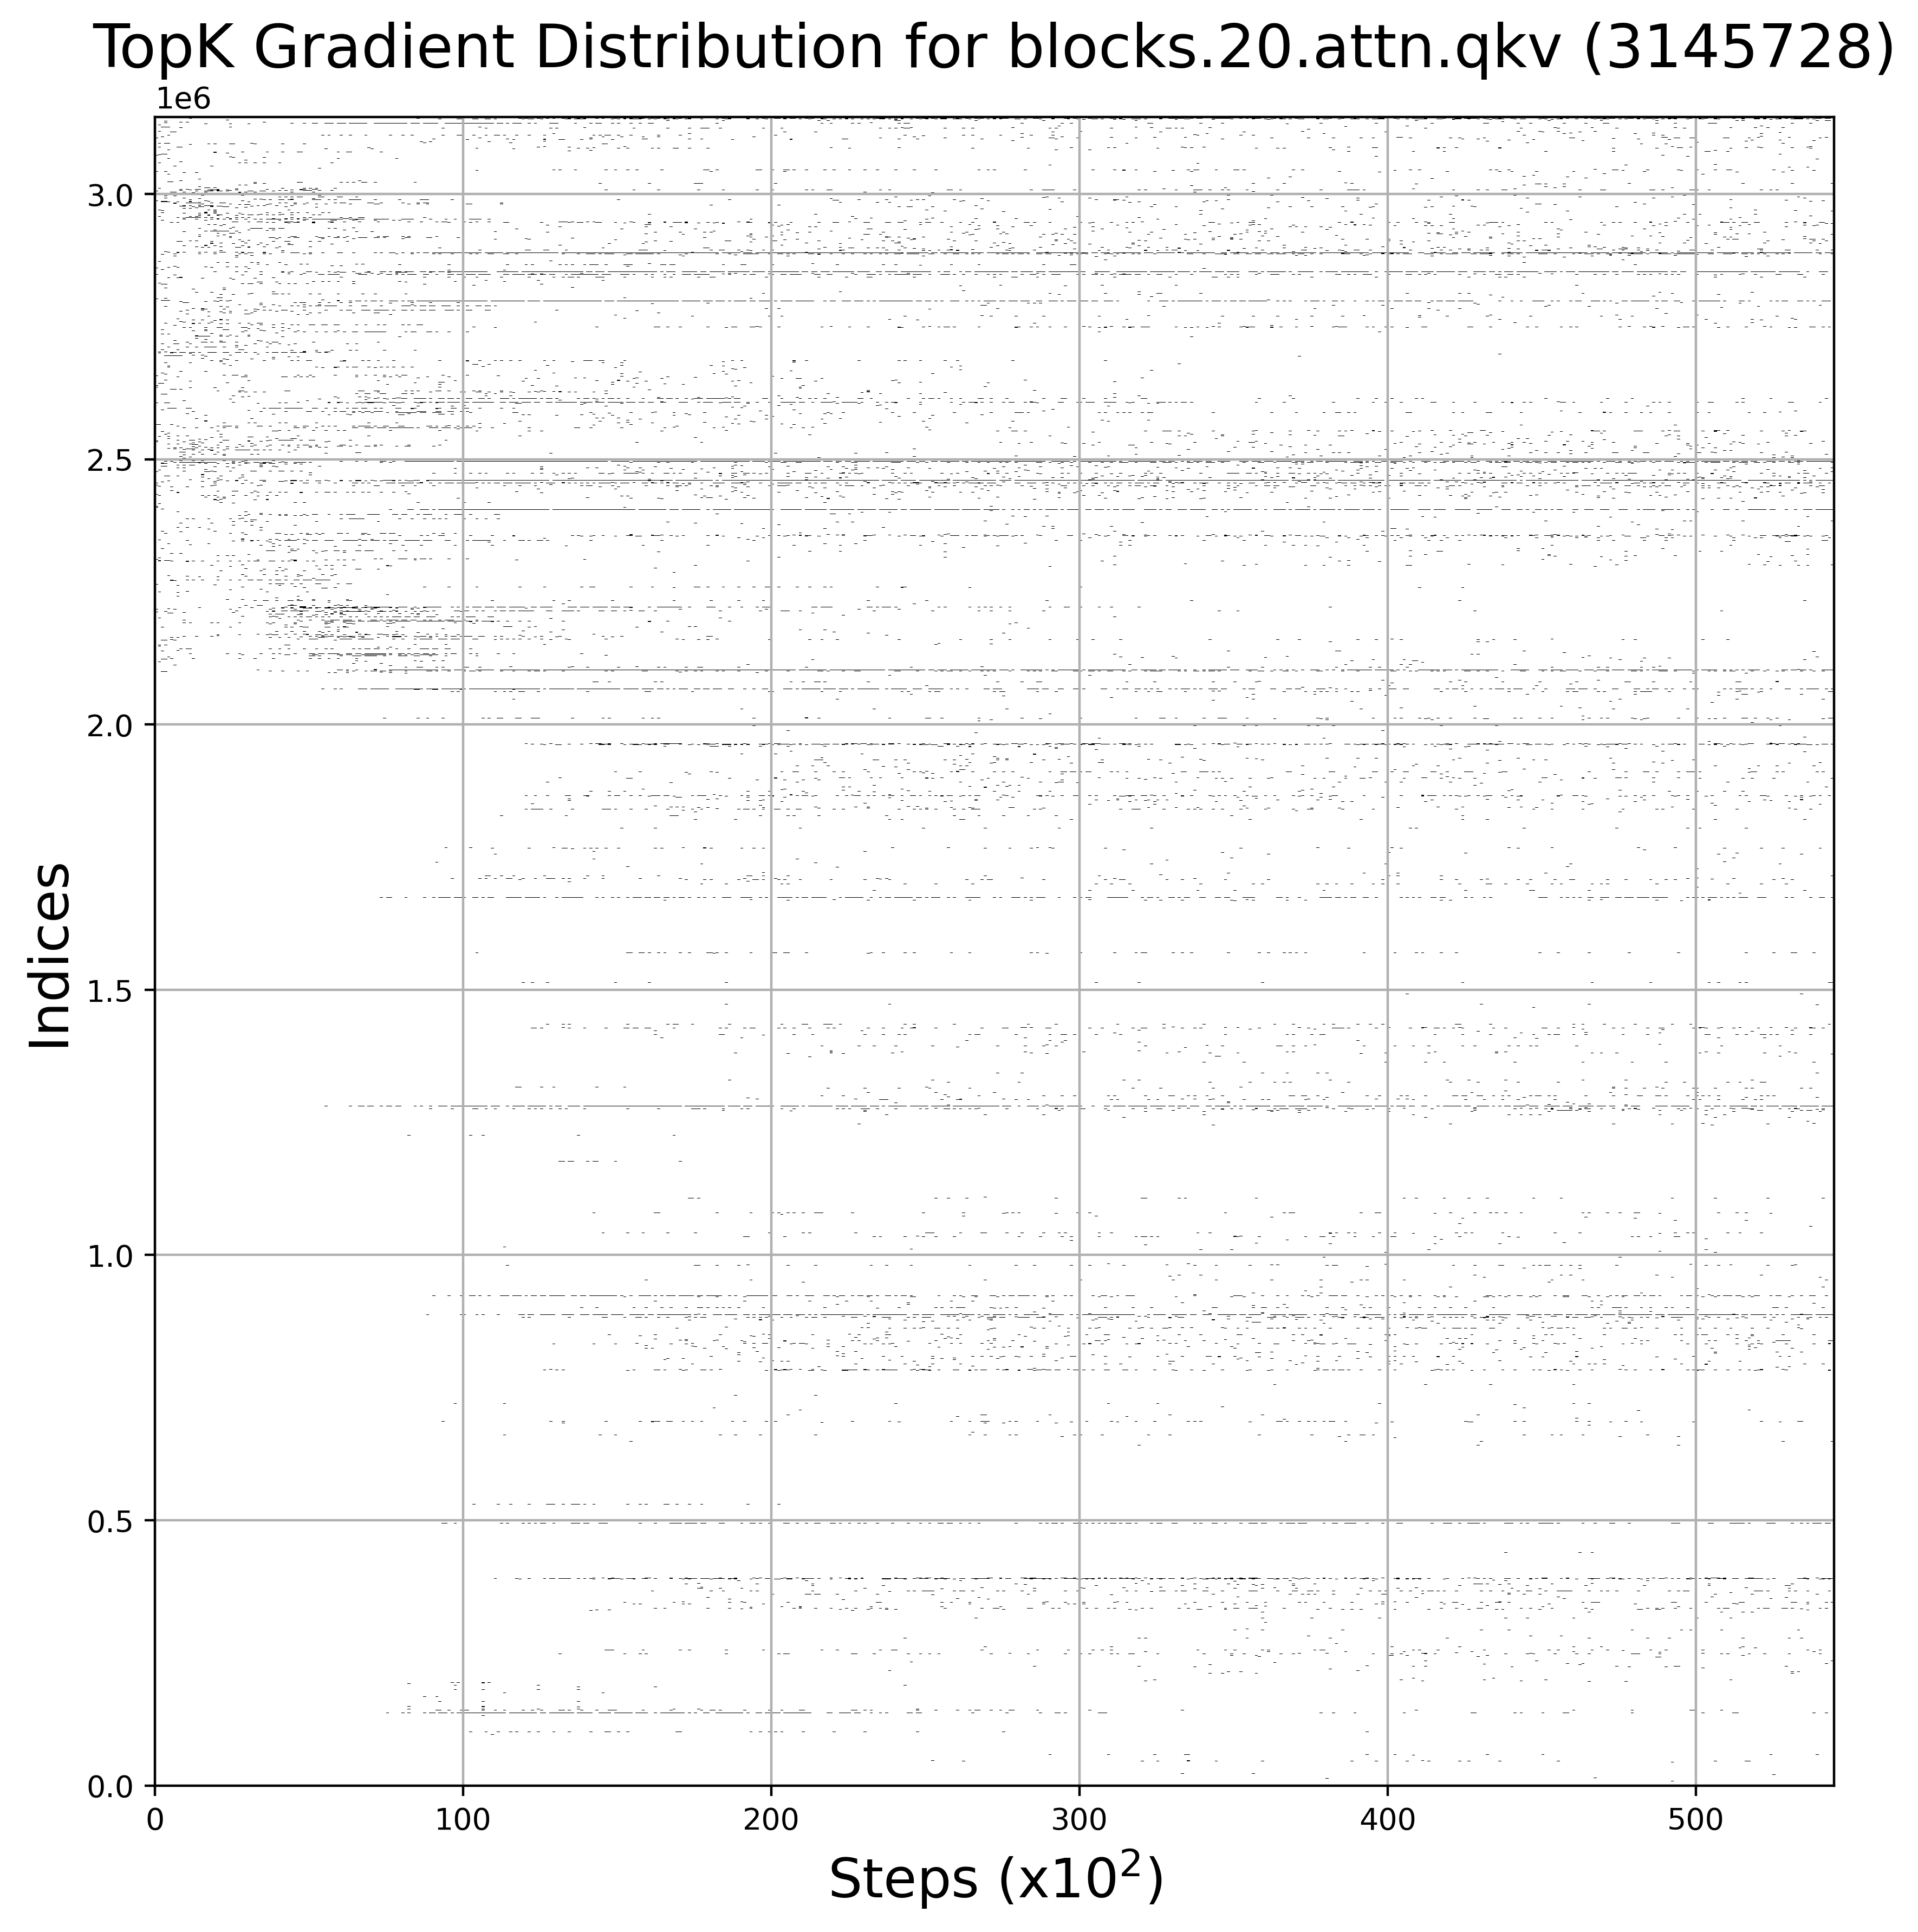 TopK Gradient Distribution for blocks.20.attn.qkv (3145728)
1e6
3.0
2.5
2.0
1.5
1.0
0.5
0.0
Indices
0 100 200 300 400 500
Steps (x10²)